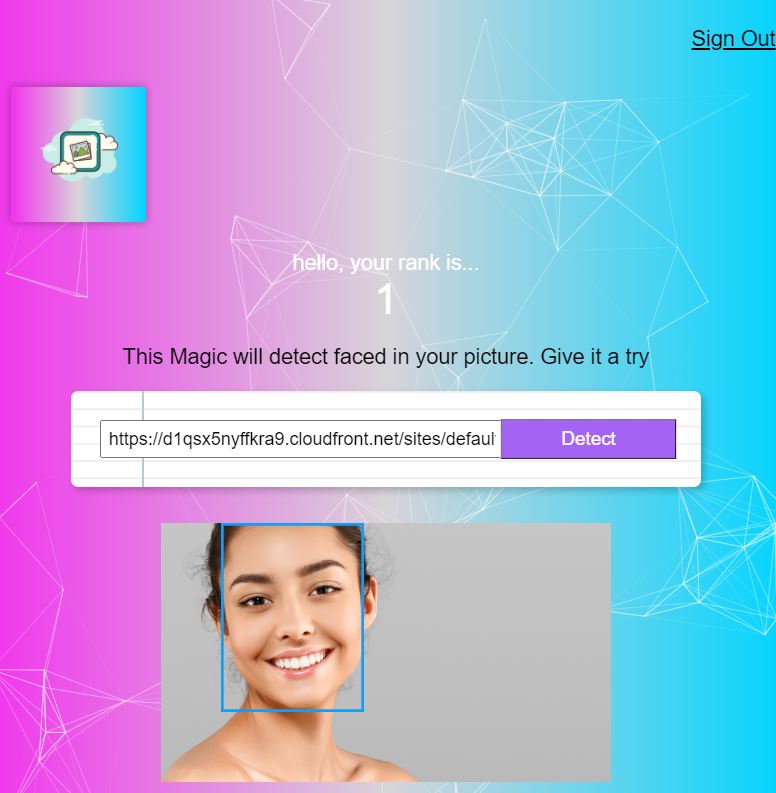 Sign Out
hello, your rank is...
1
This Magic will detect faced in your picture. Give it a try
https://d1qsx5nyffkra9.cloudfront.net/sites/defaul
Detect